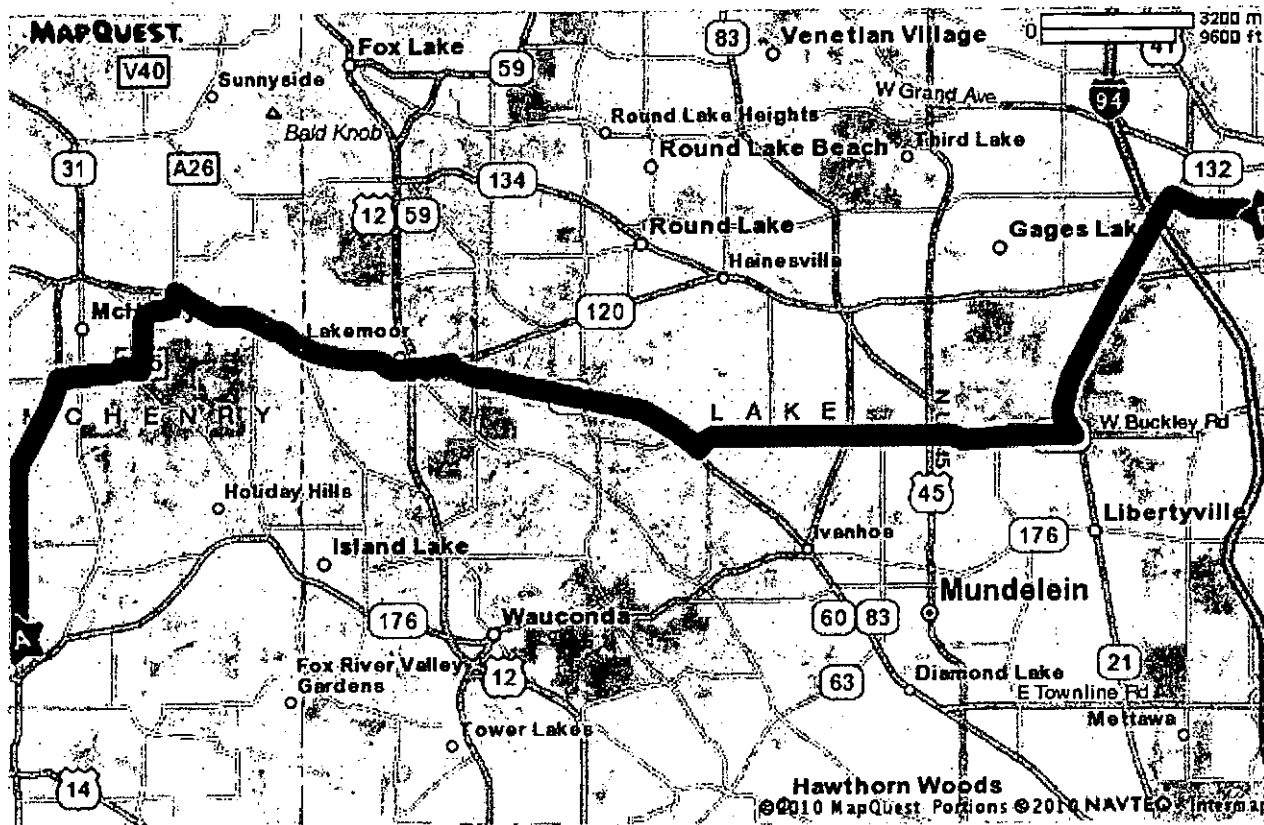 MAPQUEST.
3200 m
0
9600 ft
Fox Lake
83
Venetian Village
41
V40
Sunnyside
59
W Grand Ave
94
Bald Knob
Round Lake Heights
Third Lake
31
A26
Round Lake Beach
132
134
12
59
Round Lake
Gages Lak
Hainesville
120
Lakemoor
LAKE
W Buckley Rd
45
Holiday Hills
Libertyville
Ivanhoe
176
Island Lake
Mundelein
176
Wauconda
60
83
Fox River Valley
Gardens
12
21
63
Diamond Lake
E Townline Rd
Mettawa
Tower Lakes
14
Hawthorn Woods
©2010 MapQuest Portions ©2010 NAVTEQ Intermap
A